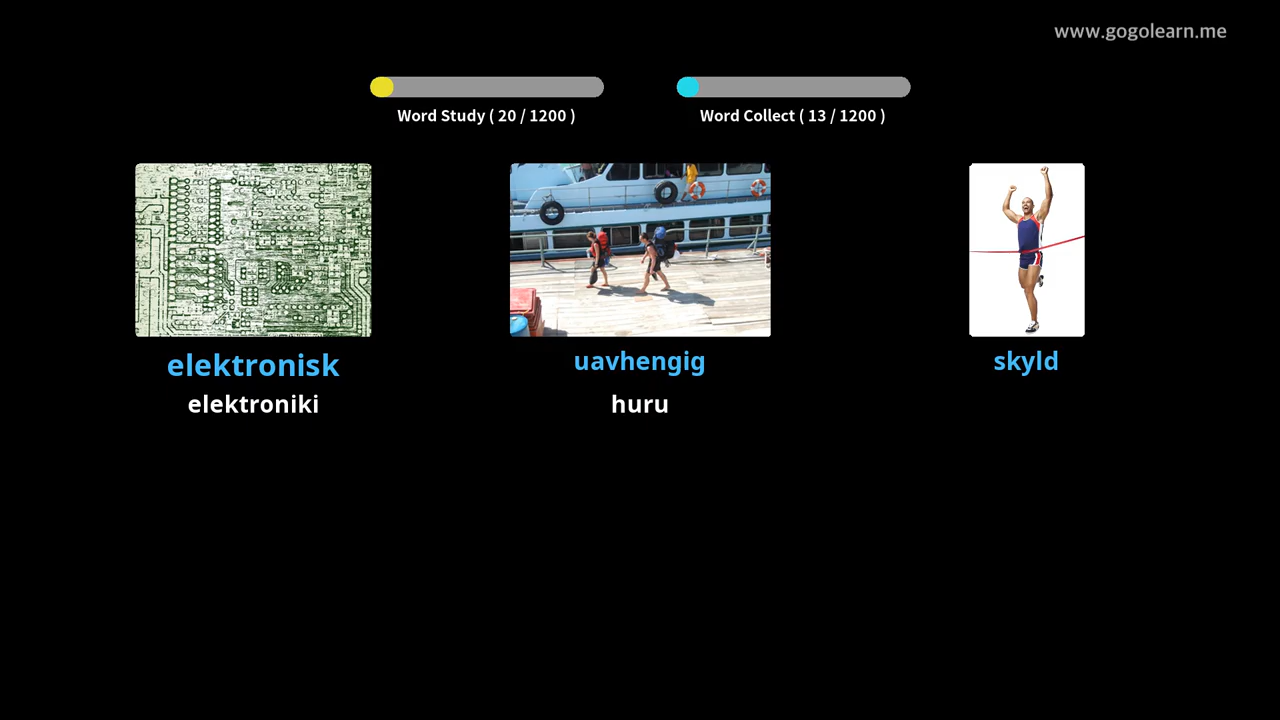 www.gogolearn.me
Word Study ( 20 / 1200 )
Word Collect ( 13 / 1200 )
elektronisk
elektroniki
uavhengig
huru
skyld